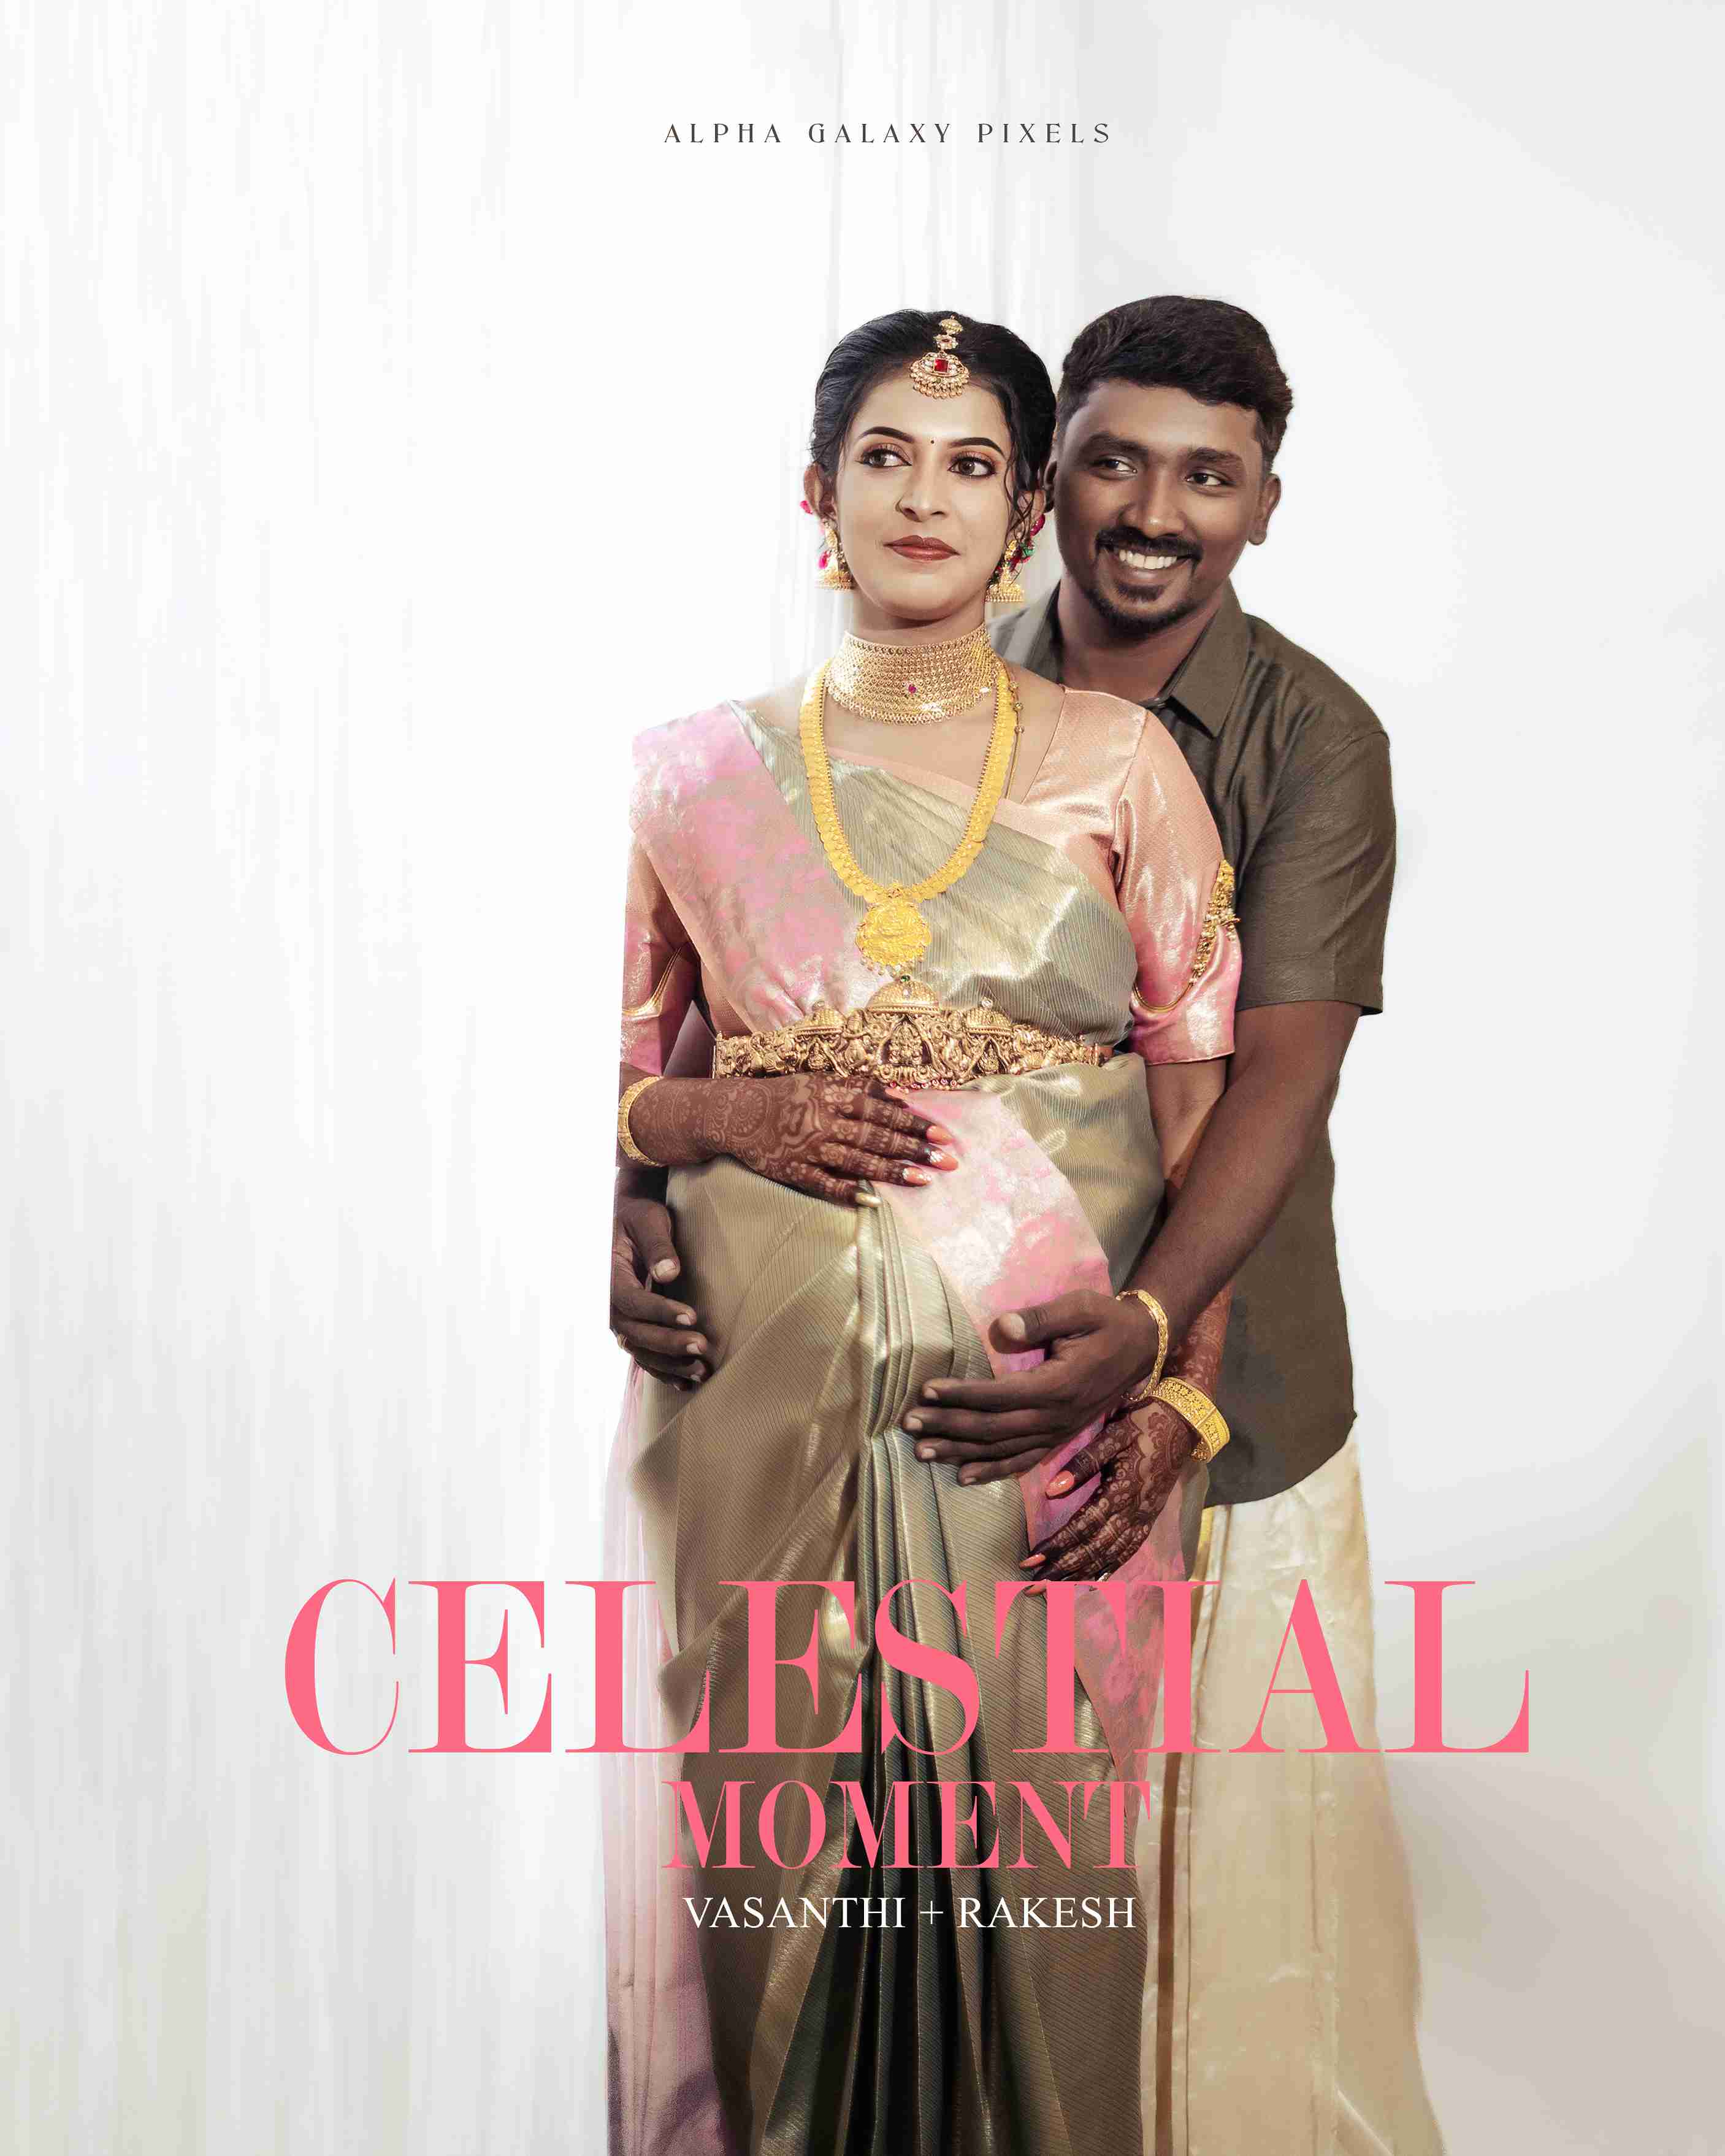 ALPHA GALAXY PIXELS
CELESTIAL
MOMENT
VASANTHI + RAKESH